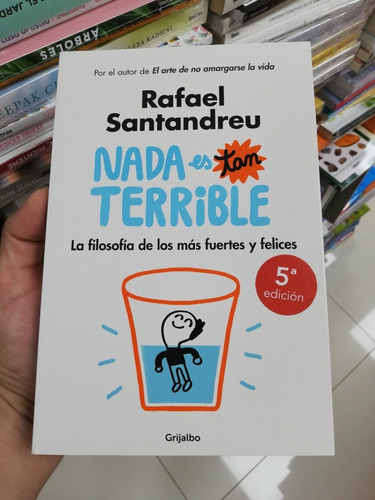 Por el autor de El arte de no amargarse la vida
Rafael
Santandreu
NADA es tan
TERRiBLE
La filosofía de los más fuertes y felices
5ª
edición
Grijalbo
ÁRBOLES